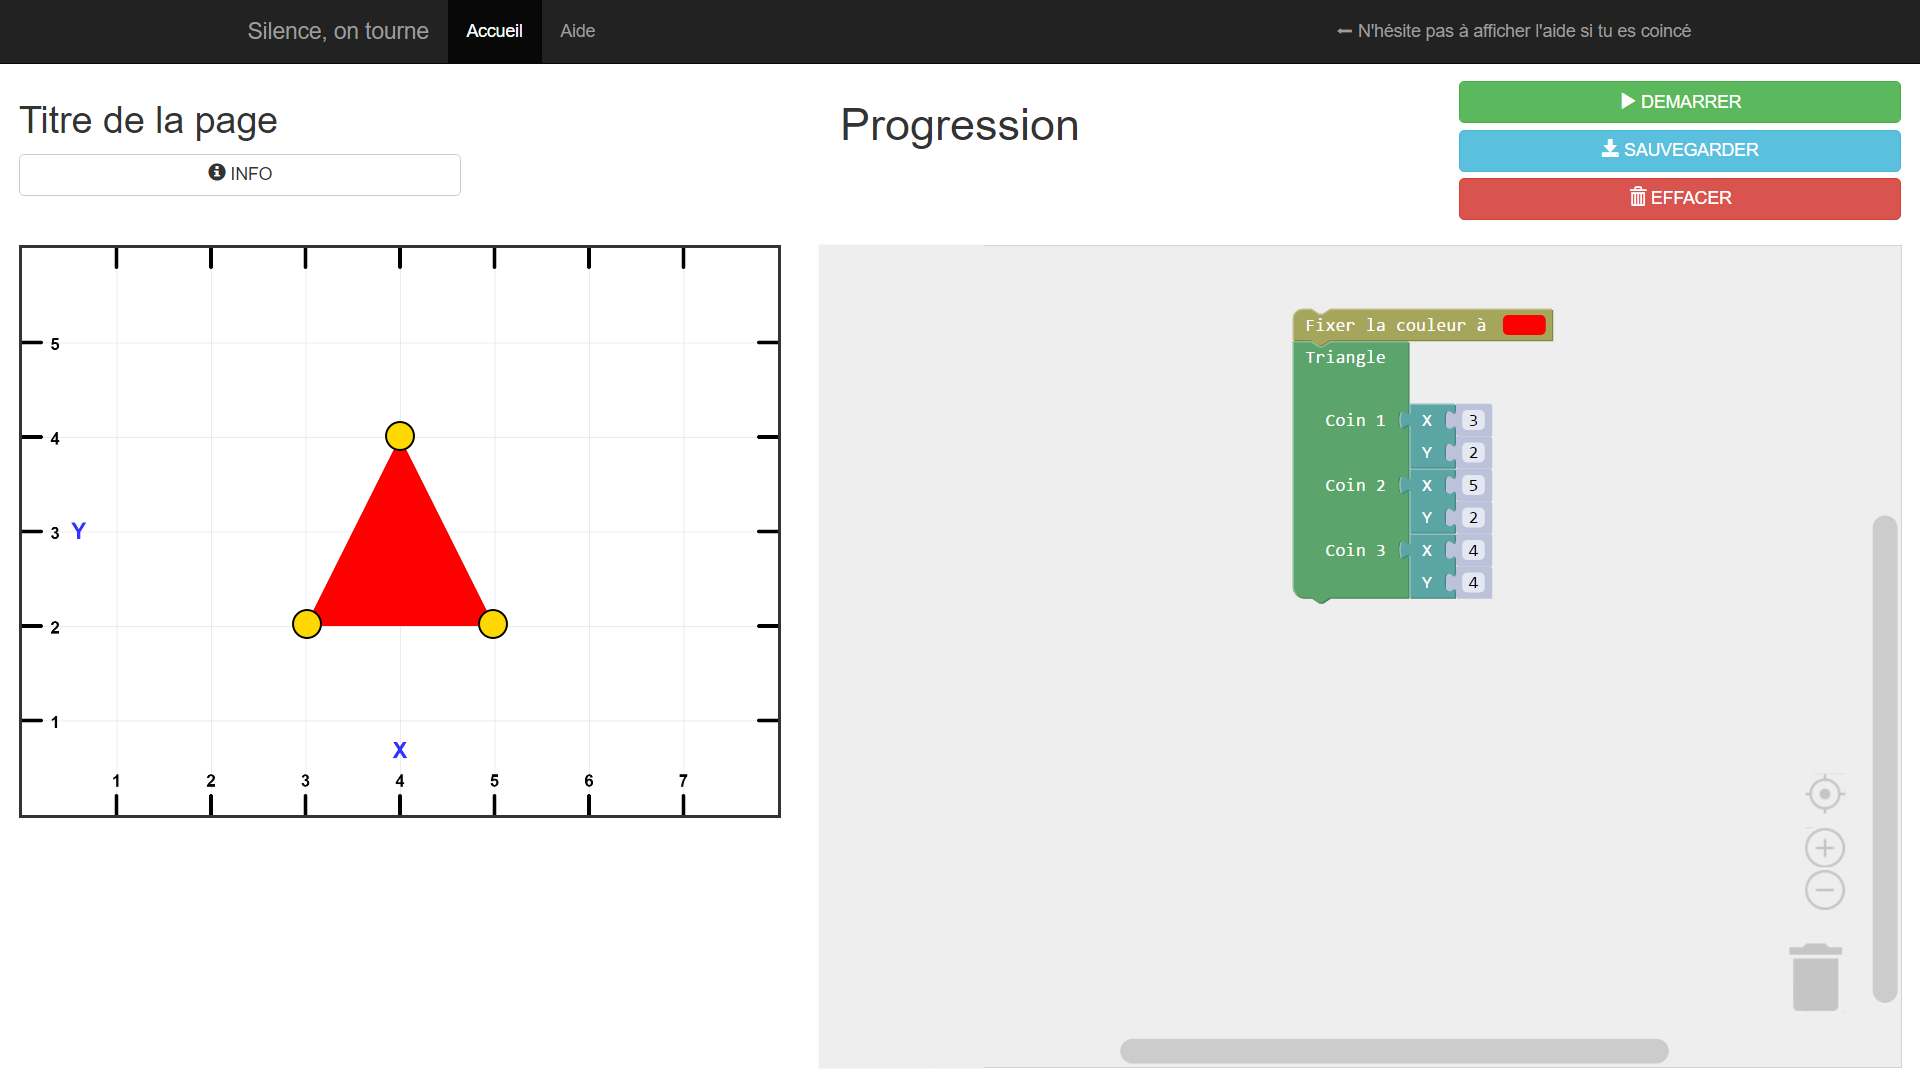 Silence, on tourne
Accueil
Aide
N'hésite pas à afficher l'aide si tu es coincé
Titre de la page
INFO
Progression
DEMARRER
SAUVEGARDER
EFFACER
5
4
3 Y
2
1
X
1 2 3 4 5 6 7
Fixer la couleur à
Triangle
Coin 1 X 3
Y 2
Coin 2 X 5
Y 2
Coin 3 X 4
Y 4